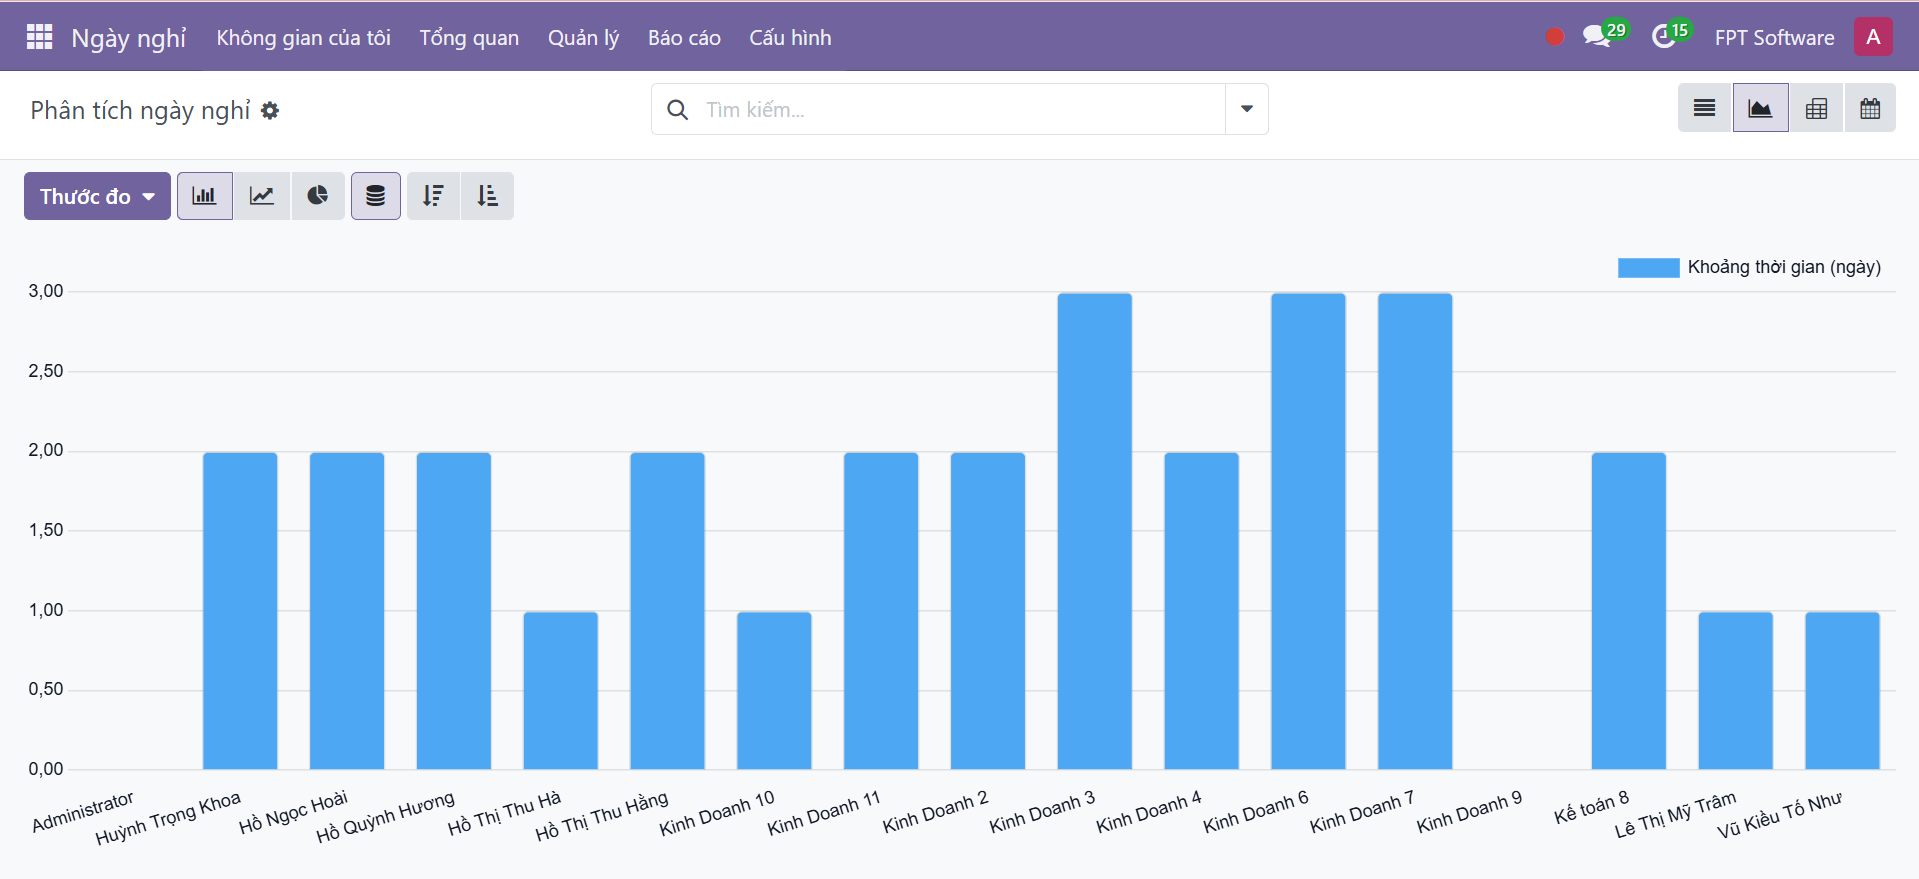 Ngày nghỉ Không gian của tôi Tổng quan Quản lý Báo cáo Cấu hình 29 15 FPT Software A
Phân tích ngày nghỉ Tìm kiếm...
Thước đo
Khoảng thời gian (ngày)
3,00
2,50
2,00
1,50
1,00
0,50
0,00
Administrator
Huỳnh Trọng Khoa
Hồ Ngọc Hoài
Hồ Quỳnh Hương
Hồ Thị Thu Hà
Hồ Thị Thu Hằng
Kinh Doanh 10
Kinh Doanh 11
Kinh Doanh 2
Kinh Doanh 3
Kinh Doanh 4
Kinh Doanh 6
Kinh Doanh 7
Kinh Doanh 9
Kế toán 8
Lê Thị Mỹ Trâm
Vũ Kiều Tố Như